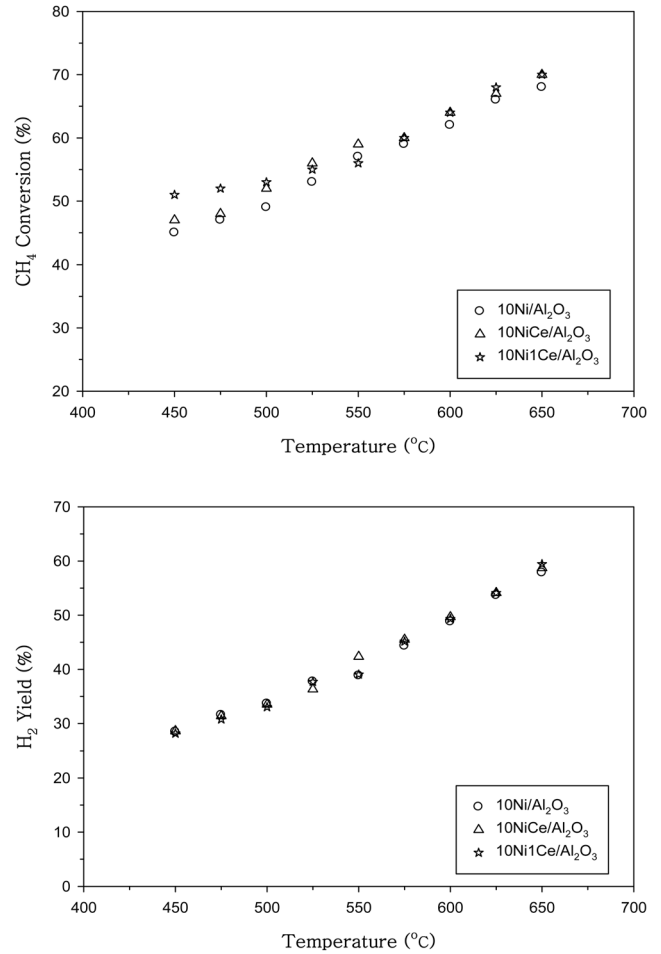 80
70
60
50
40
30
20
CH₄ Conversion (%)
10Ni/Al₂O₃
10NiCe/Al₂O₃
10Ni1Ce/Al₂O₃
400 450 500 550 600 650 700
Temperature (°C)
70
60
50
40
30
20
10
0
H₂ Yield (%)
10Ni/Al₂O₃
10NiCe/Al₂O₃
10Ni1Ce/Al₂O₃
400 450 500 550 600 650 700
Temperature (°C)